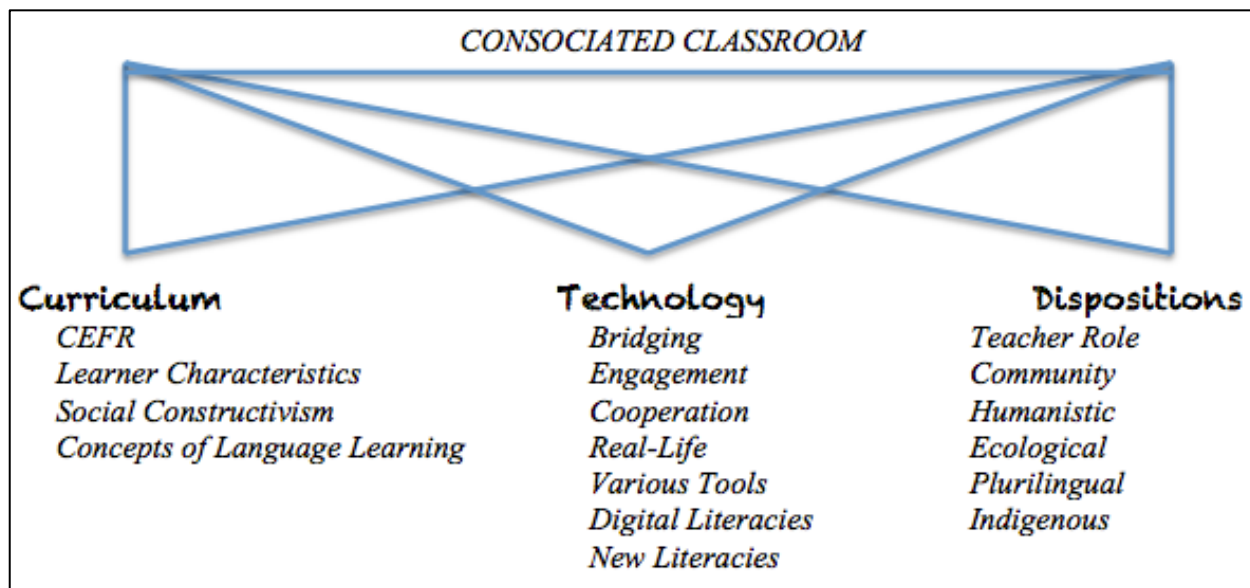 CONSOCIATED CLASSROOM
Curriculum
CEFR
Learner Characteristics
Social Constructivism
Concepts of Language Learning
Technology
Bridging
Engagement
Cooperation
Real-Life
Various Tools
Digital Literacies
New Literacies
Dispositions
Teacher Role
Community
Humanistic
Ecological
Plurilingual
Indigenous